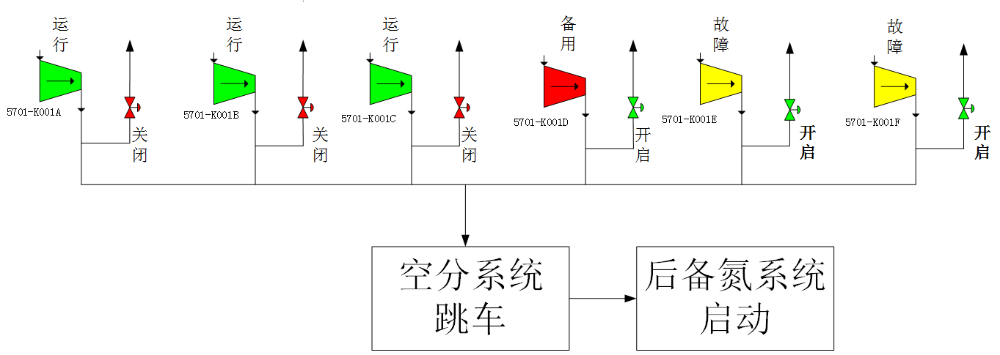 运行
运行
运行
备用
故障
故障
5701-K001A
5701-K001B
5701-K001C
5701-K001D
5701-K001E
5701-K001F
关闭
关闭
关闭
开启
开启
开启
空分系统
跳车
后备氮系统
启动